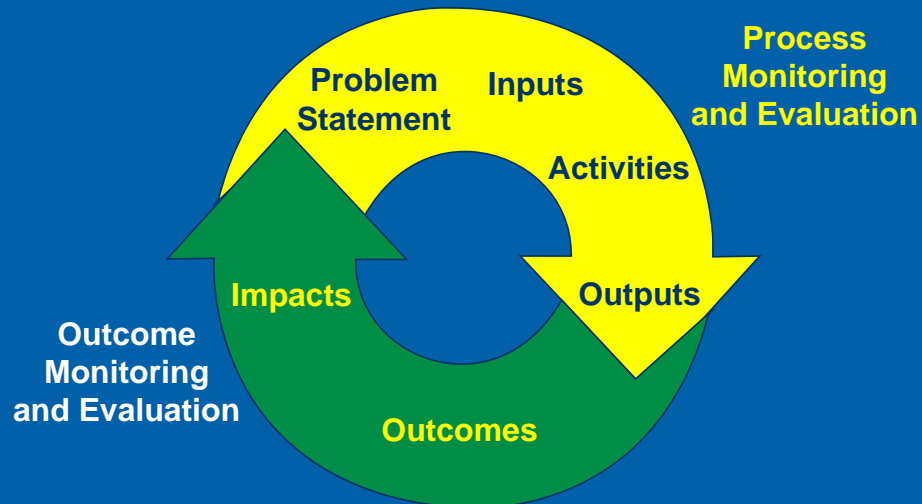 Process
Monitoring
and Evaluation
Problem
Statement
Inputs
Activities
Outputs
Impacts
Outcome
Monitoring
and Evaluation
Outcomes